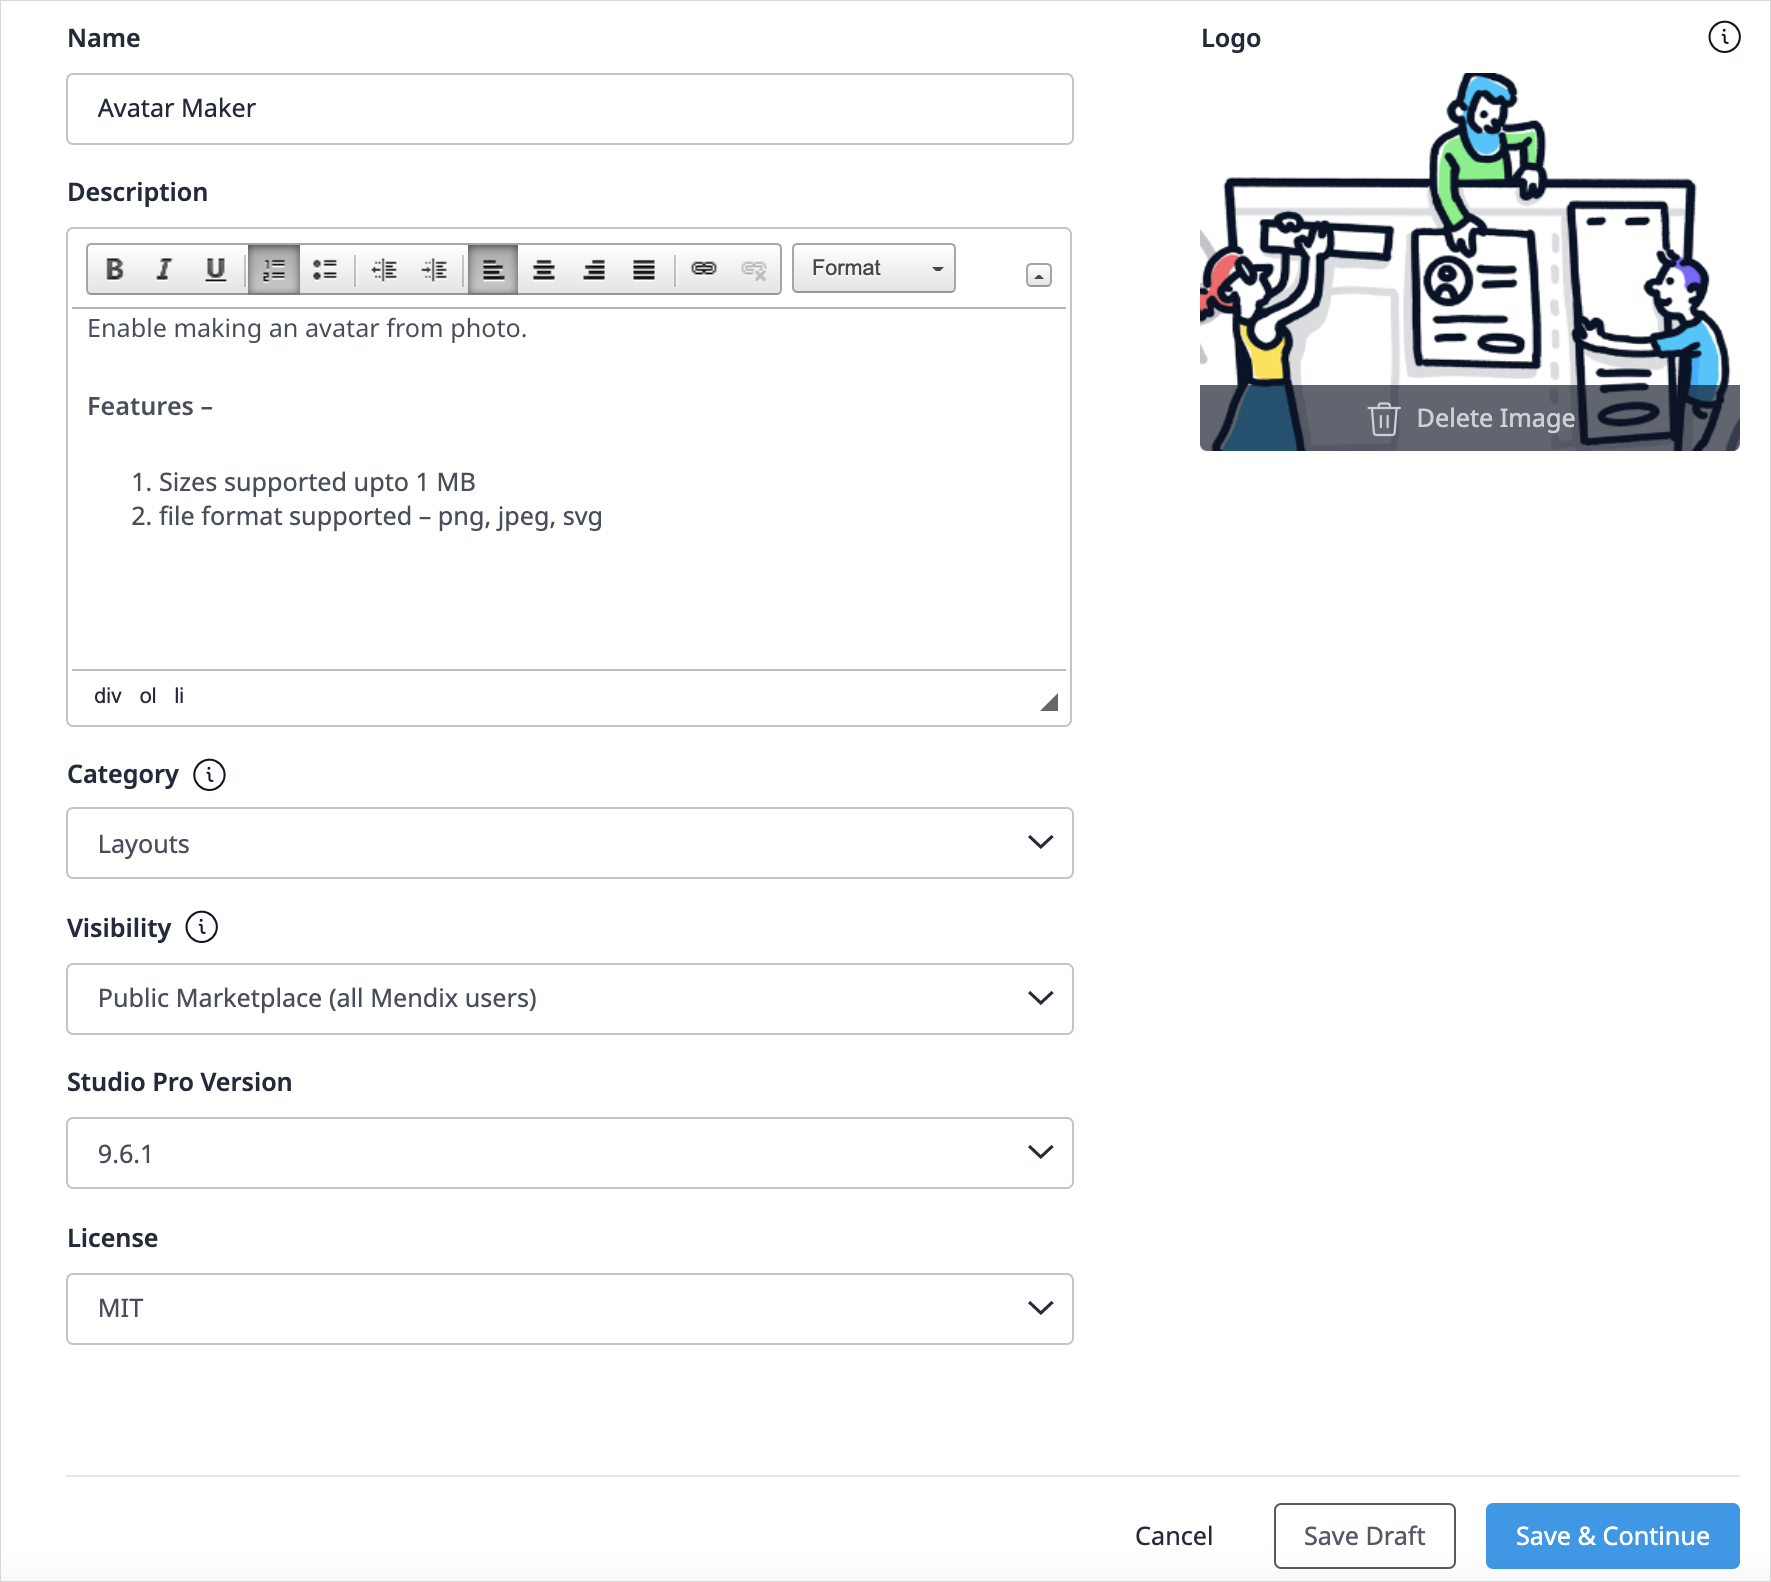 Name
Avatar Maker
Description
B I U
Format
Enable making an avatar from photo.
Features –
1. Sizes supported upto 1 MB
2. file format supported – png, jpeg, svg
div ol li
Category
Layouts
Visibility
Public Marketplace (all Mendix users)
Studio Pro Version
9.6.1
License
MIT
Logo
Delete Image
Cancel
Save Draft
Save & Continue